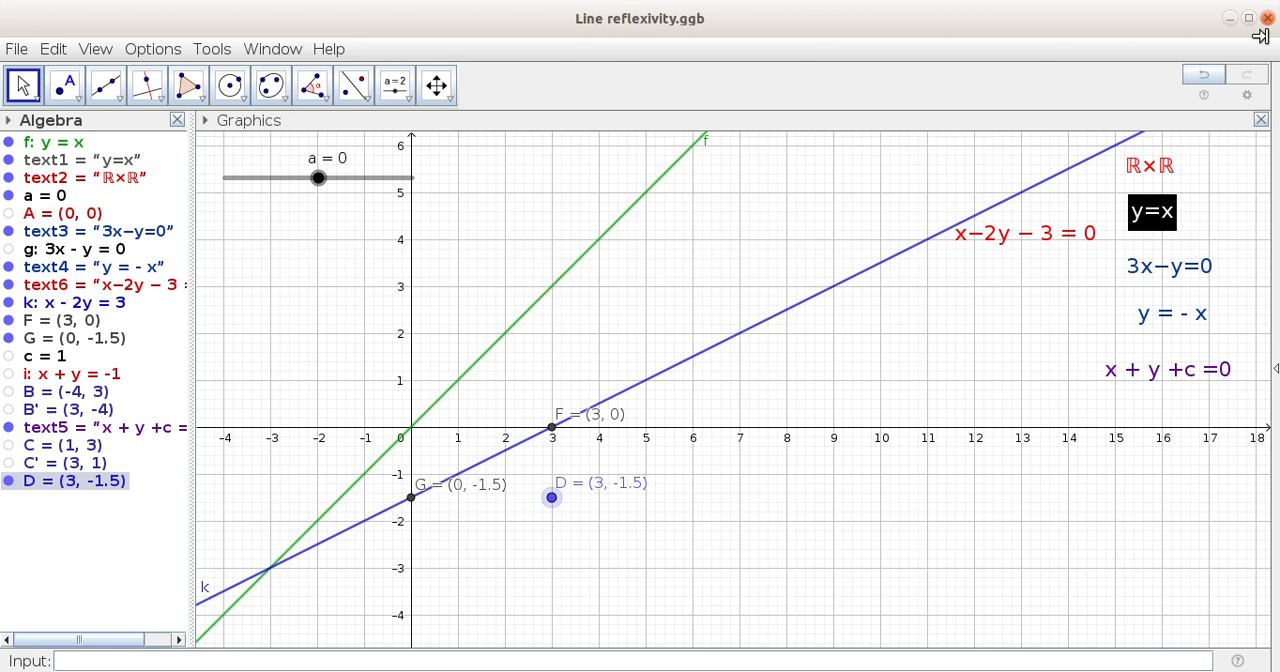 Line reflexivity.ggb
File Edit View Options Tools Window Help
A
α
a=2
Algebra
Graphics
f: y = x
text1 = “y=x”
text2 = “ℝ×ℝ”
a = 0
A = (0, 0)
text3 = “3x−y=0”
g: 3x - y = 0
text4 = “y = - x”
text6 = “x−2y − 3 :
k: x - 2y = 3
F = (3, 0)
G = (0, -1.5)
c = 1
i: x + y = -1
B = (-4, 3)
B' = (3, -4)
text5 = “x + y +c =
C = (1, 3)
C' = (3, 1)
D = (3, -1.5)
a = 0
f
ℝ×ℝ
y=x
x−2y − 3 = 0
3x−y=0
y = - x
x + y +c =0
F = (3, 0)
G = (0, -1.5)
D = (3, -1.5)
k
6
5
4
3
2
1
-4 -3 -2 -1 0 1 2 3 4 5 6 7 8 9 10 11 12 13 14 15 16 17 18
−1
−2
−3
−4
Input: